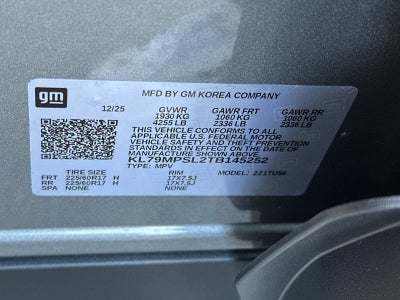 gm
MFD BY GM KOREA COMPANY
12/25 GVWR GAWR FRT GAWR RR
1930 KG 1060 KG 1060 KG
4255 LB 2336 LB 2336 LB
THIS VEHICLE CONFORMS TO ALL
APPLICABLE U.S. FEDERAL MOTOR
VEHICLE SAFETY AND THEFT PREVENTION
STANDARDS IN EFFECT ON THE DATE OF
MANUFACTURE SHOWN ABOVE.
KL79MPSL2TB145252
TYPE: MPV MODEL: 221TU56
TIRE SIZE RIM
FRT 225/60R17 H 17X7.5J
RR 225/60R17 H 17X7.5J
SPA NONE NONE